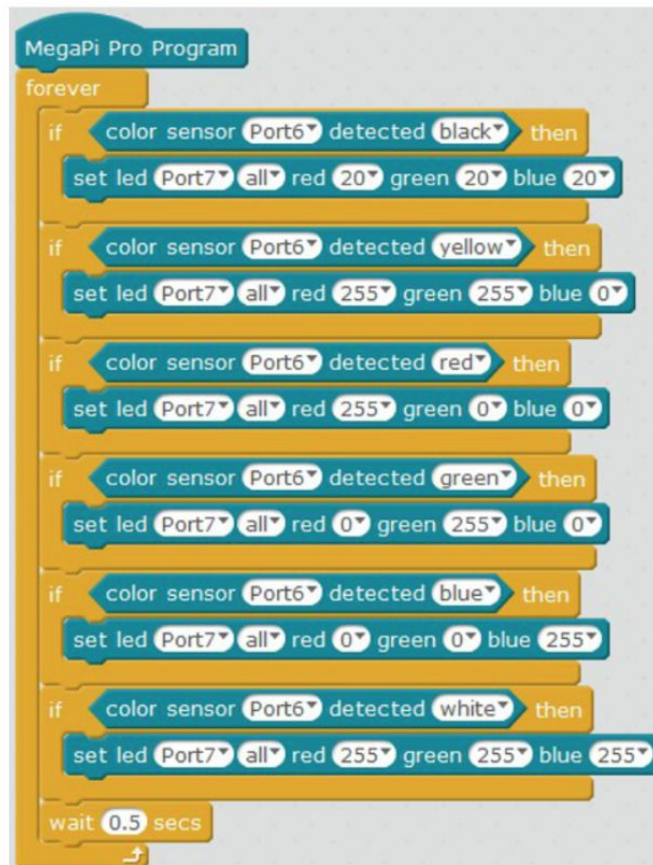 MegaPi Pro Program
forever
if color sensor Port6 detected black then
set led Port7 all red 20 green 20 blue 20
if color sensor Port6 detected yellow then
set led Port7 all red 255 green 255 blue 0
if color sensor Port6 detected red then
set led Port7 all red 255 green 0 blue 0
if color sensor Port6 detected green then
set led Port7 all red 0 green 255 blue 0
if color sensor Port6 detected blue then
set led Port7 all red 0 green 0 blue 255
if color sensor Port6 detected white then
set led Port7 all red 255 green 255 blue 255
wait 0.5 secs